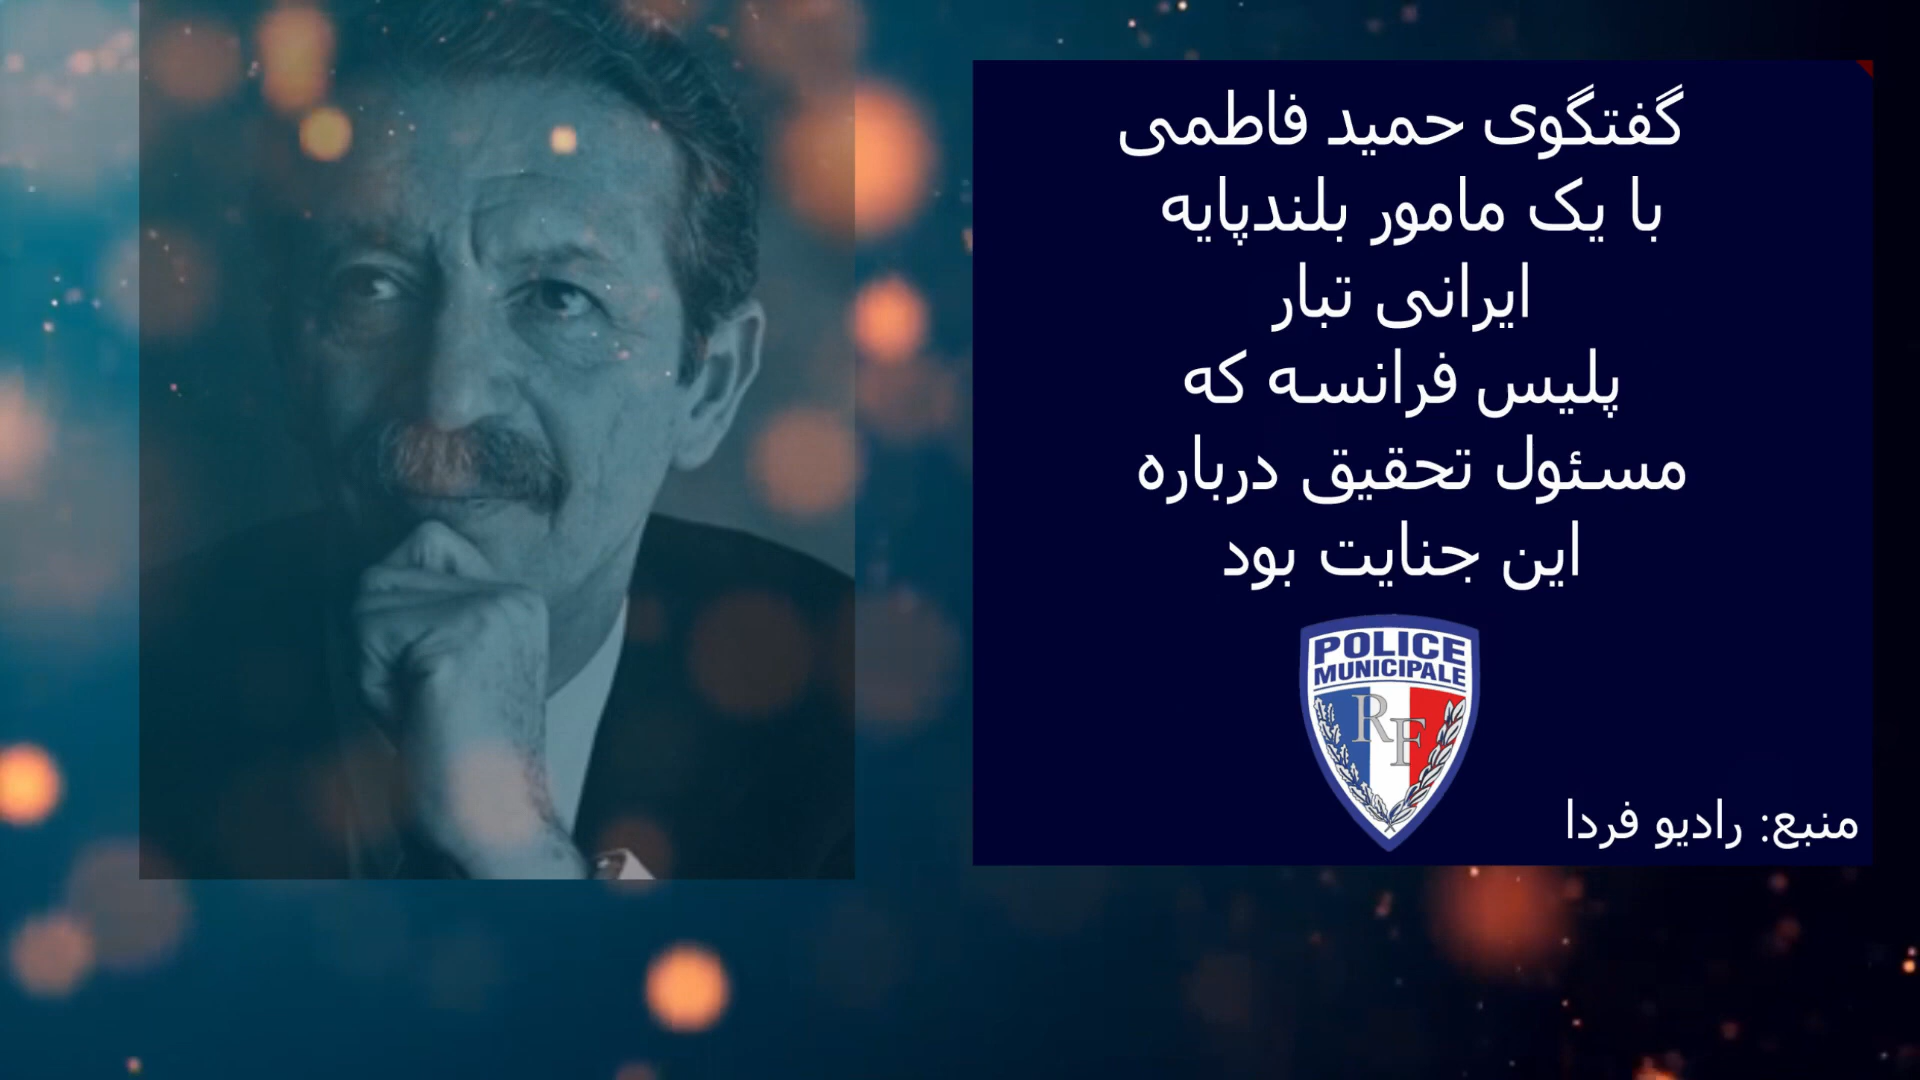 گفتگوی حمید فاطمی
با یک مامور بلندپایه
ایرانی تبار
پلیس فرانسه که
مسئول تحقیق درباره
این جنایت بود
POLICE
MUNICIPALE
RF
منبع: رادیو فردا